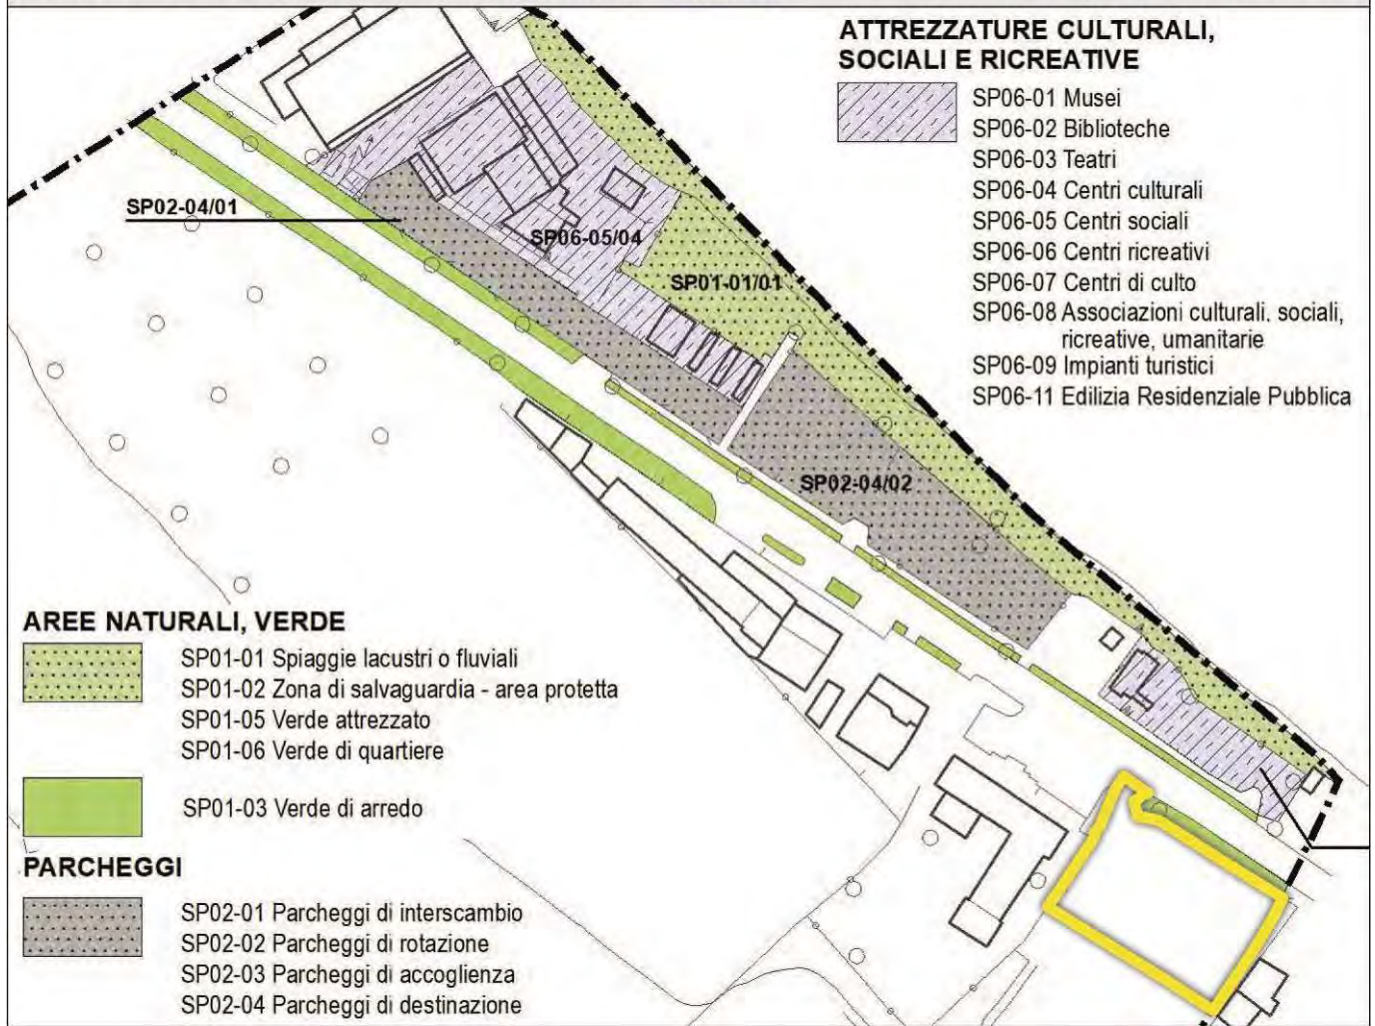 ATTREZZATURE CULTURALI,
SOCIALI E RICREATIVE
SP06-01 Musei
SP06-02 Biblioteche
SP06-03 Teatri
SP06-04 Centri culturali
SP06-05 Centri sociali
SP06-06 Centri ricreativi
SP06-07 Centri di culto
SP06-08 Associazioni culturali. sociali,
ricreative, umanitarie
SP06-09 Impianti turistici
SP06-11 Edilizia Residenziale Pubblica
SP02-04/01
SP06-05/04
SP01-01/01
SP02-04/02
AREE NATURALI, VERDE
SP01-01 Spiaggie lacustri o fluviali
SP01-02 Zona di salvaguardia - area protetta
SP01-05 Verde attrezzato
SP01-06 Verde di quartiere
SP01-03 Verde di arredo
PARCHEGGI
SP02-01 Parcheggi di interscambio
SP02-02 Parcheggi di rotazione
SP02-03 Parcheggi di accoglienza
SP02-04 Parcheggi di destinazione